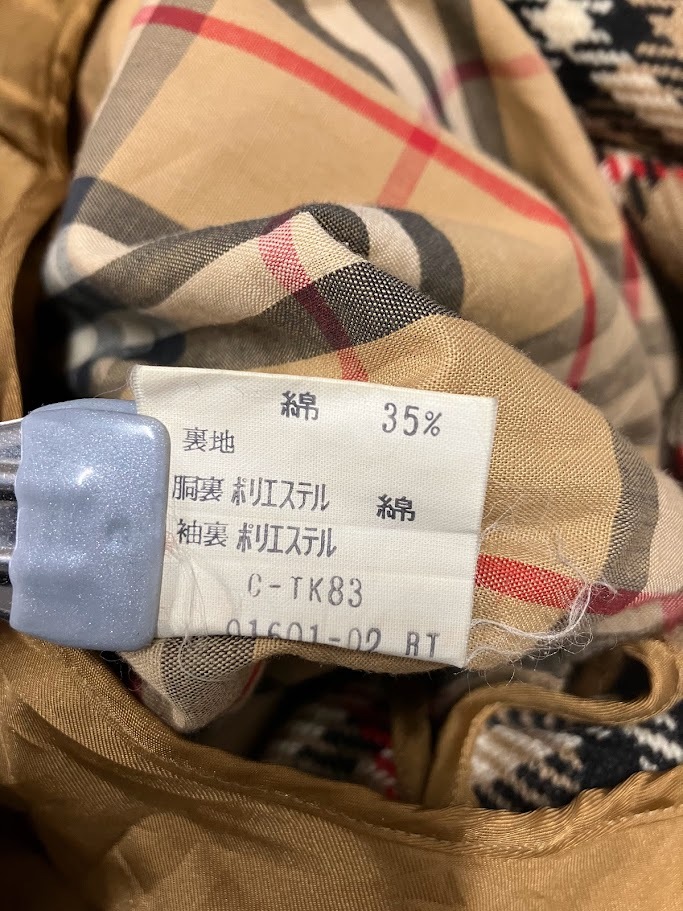 綿 35%
裏地
胴裏 ポリエステル 綿
袖裏 ポリエステル
C-TK83
01601-02 RT